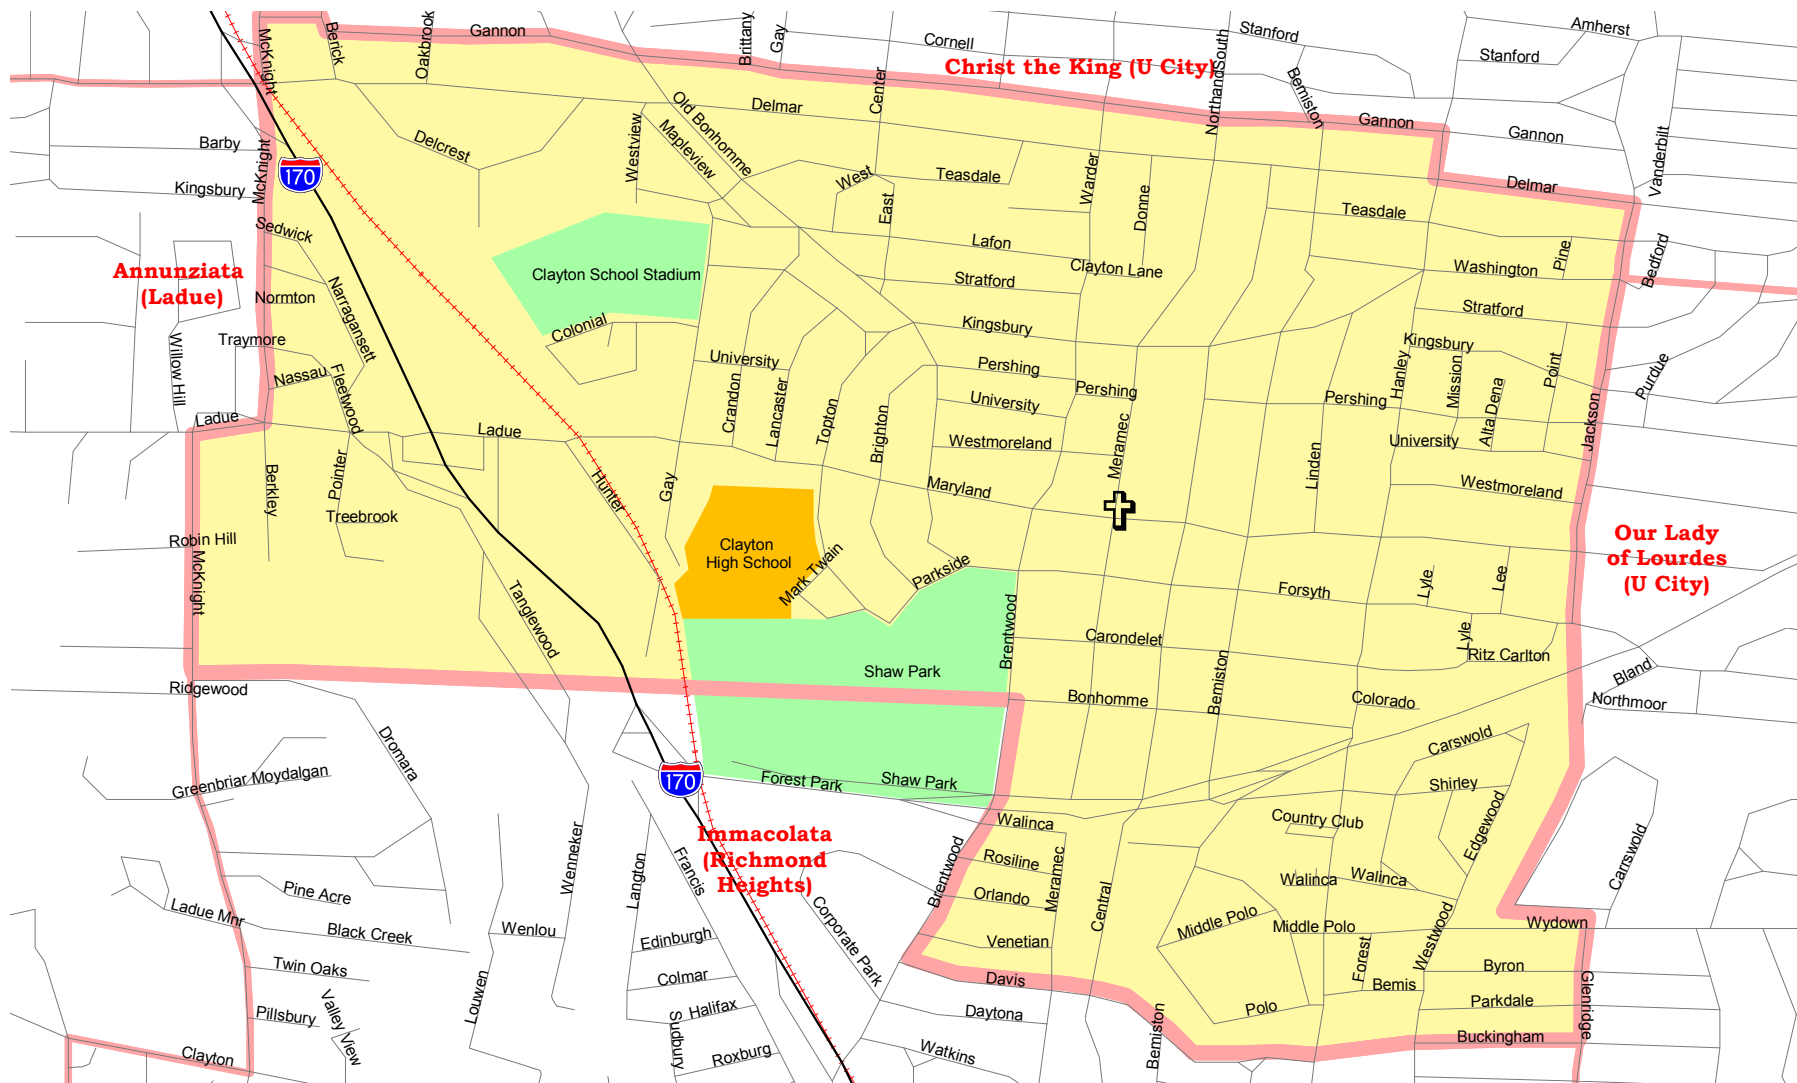 Gannon
Brittany
Gay
Cornell
Stanford
Amherst
Stanford
McKnight
Berick
Oakbrook
Christ the King (U City)
Center
NorthandSouth
Bemiston
Gannon
Gannon
Delmar
Old Bonhomme
Mapleview
Westview
Delcrest
Barby
McKnight
170
Kingsbury
West
East
Teasdale
Warder
Donne
Teasdale
Delmar
Vanderbilt
Sedwick
Lafon
Clayton Lane
Washington
Pine
Bedford
Annunziata
(Ladue)
Clayton School Stadium
Stratford
Stratford
Normton
Narragansett
Colonial
Kingsbury
Kingsbury
Traymore
Willow Hill
Nassau
Fleetwood
University
Crandon
Lancaster
Topton
Brighton
Pershing
Pershing
Pershing
University
University
Hanley
Mission
Alta Dena
Point
Purdue
Jackson
Ladue
Ladue
Westmoreland
Meramec
Linden
Westmoreland
Berkley
Pointer
Treebrook
Hunter
Gay
Maryland
Robin Hill
McKnight
Clayton
High School
Mark Twain
Parkside
Our Lady
of Lourdes
(U City)
Forsyth
Lyle
Lee
Tanglewood
Brentwood
Carondelet
Lyle
Ritz Carlton
Shaw Park
Bemiston
Bland
Ridgewood
Bonhomme
Colorado
Northmoor
Dromara
Carswold
Greenbriar Moydalgan
170
Forest Park
Shaw Park
Shirley
Immacolata
(Richmond
Heights)
Walinca
Country Club
Edgewood
Carrswold
Wenneker
Langton
Francis
Brentwood
Rosiline
Meramec
Central
Walinca
Walinca
Pine Acre
Orlando
Ladue Mnr
Black Creek
Wenlou
Edinburgh
Corporate Park
Venetian
Middle Polo
Middle Polo
Forest
Westwood
Wydown
Twin Oaks
Louwen
Colmar
Davis
Byron
Bemis
Glenridge
Pillsbury
Valley View
Halifax
Sudbury
Daytona
Polo
Parkdale
Clayton
Roxburg
Watkins
Bemiston
Buckingham